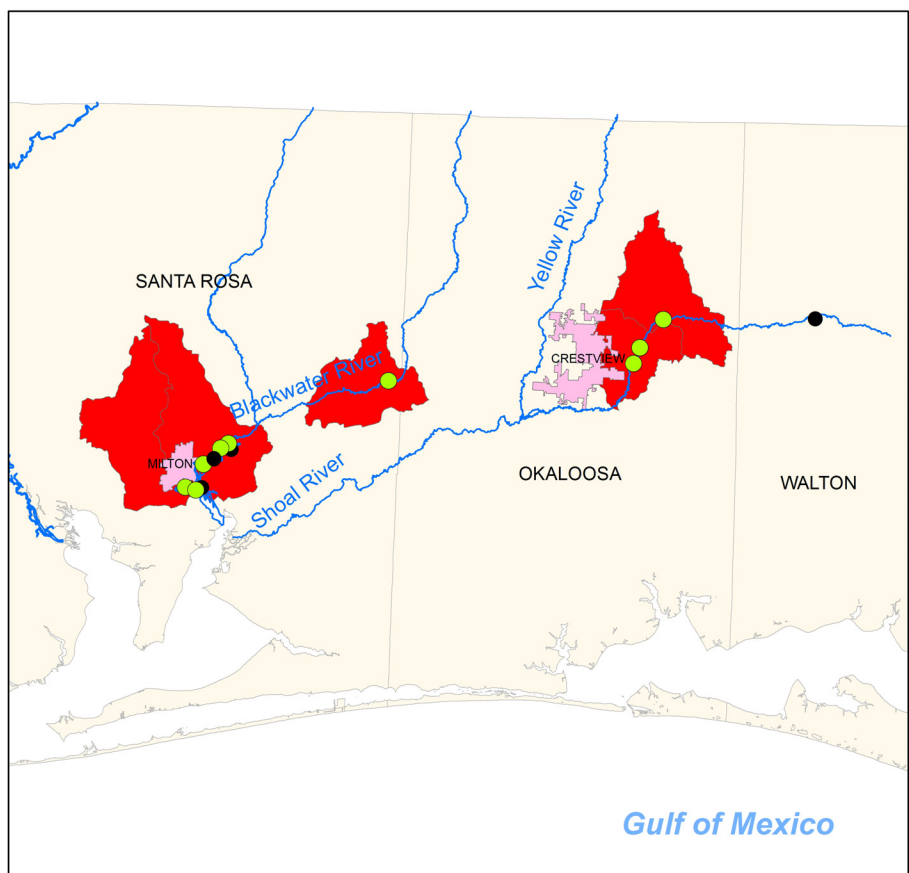 Yellow River
SANTA ROSA
CRESTVIEW
Blackwater River
MILTON
OKALOOSA
WALTON
Shoal River
Gulf of Mexico